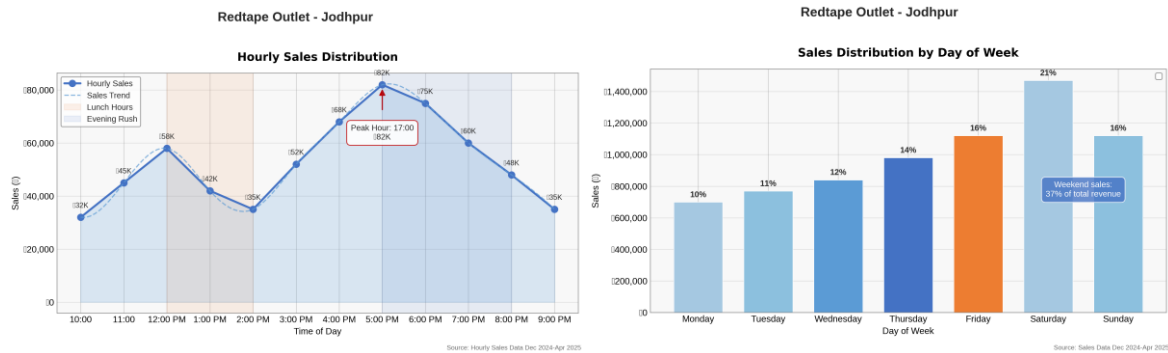 Redtape Outlet - Jodhpur
Hourly Sales Distribution
Hourly Sales
Sales Trend
Lunch Hours
Evening Rush
Sales (▯)
▯80,000
▯60,000
▯40,000
▯20,000
▯0
▯32K
▯45K
▯58K
▯42K
▯35K
▯52K
▯68K
▯82K
▯75K
▯60K
▯48K
▯35K
Peak Hour: 17:00
▯82K
10:00 11:00 12:00 PM 1:00 PM 2:00 PM 3:00 PM 4:00 PM 5:00 PM 6:00 PM 7:00 PM 8:00 PM 9:00 PM
Time of Day
Source: Hourly Sales Data Dec 2024-Apr 2025
Redtape Outlet - Jodhpur
Sales Distribution by Day of Week
Sales (▯)
▯1,400,000
▯1,200,000
▯1,000,000
▯800,000
▯600,000
▯400,000
▯200,000
▯0
10%
11%
12%
14%
16%
21%
16%
Weekend sales:
37% of total revenue
Monday Tuesday Wednesday Thursday Friday Saturday Sunday
Day of Week
Source: Sales Data Dec 2024-Apr 2025